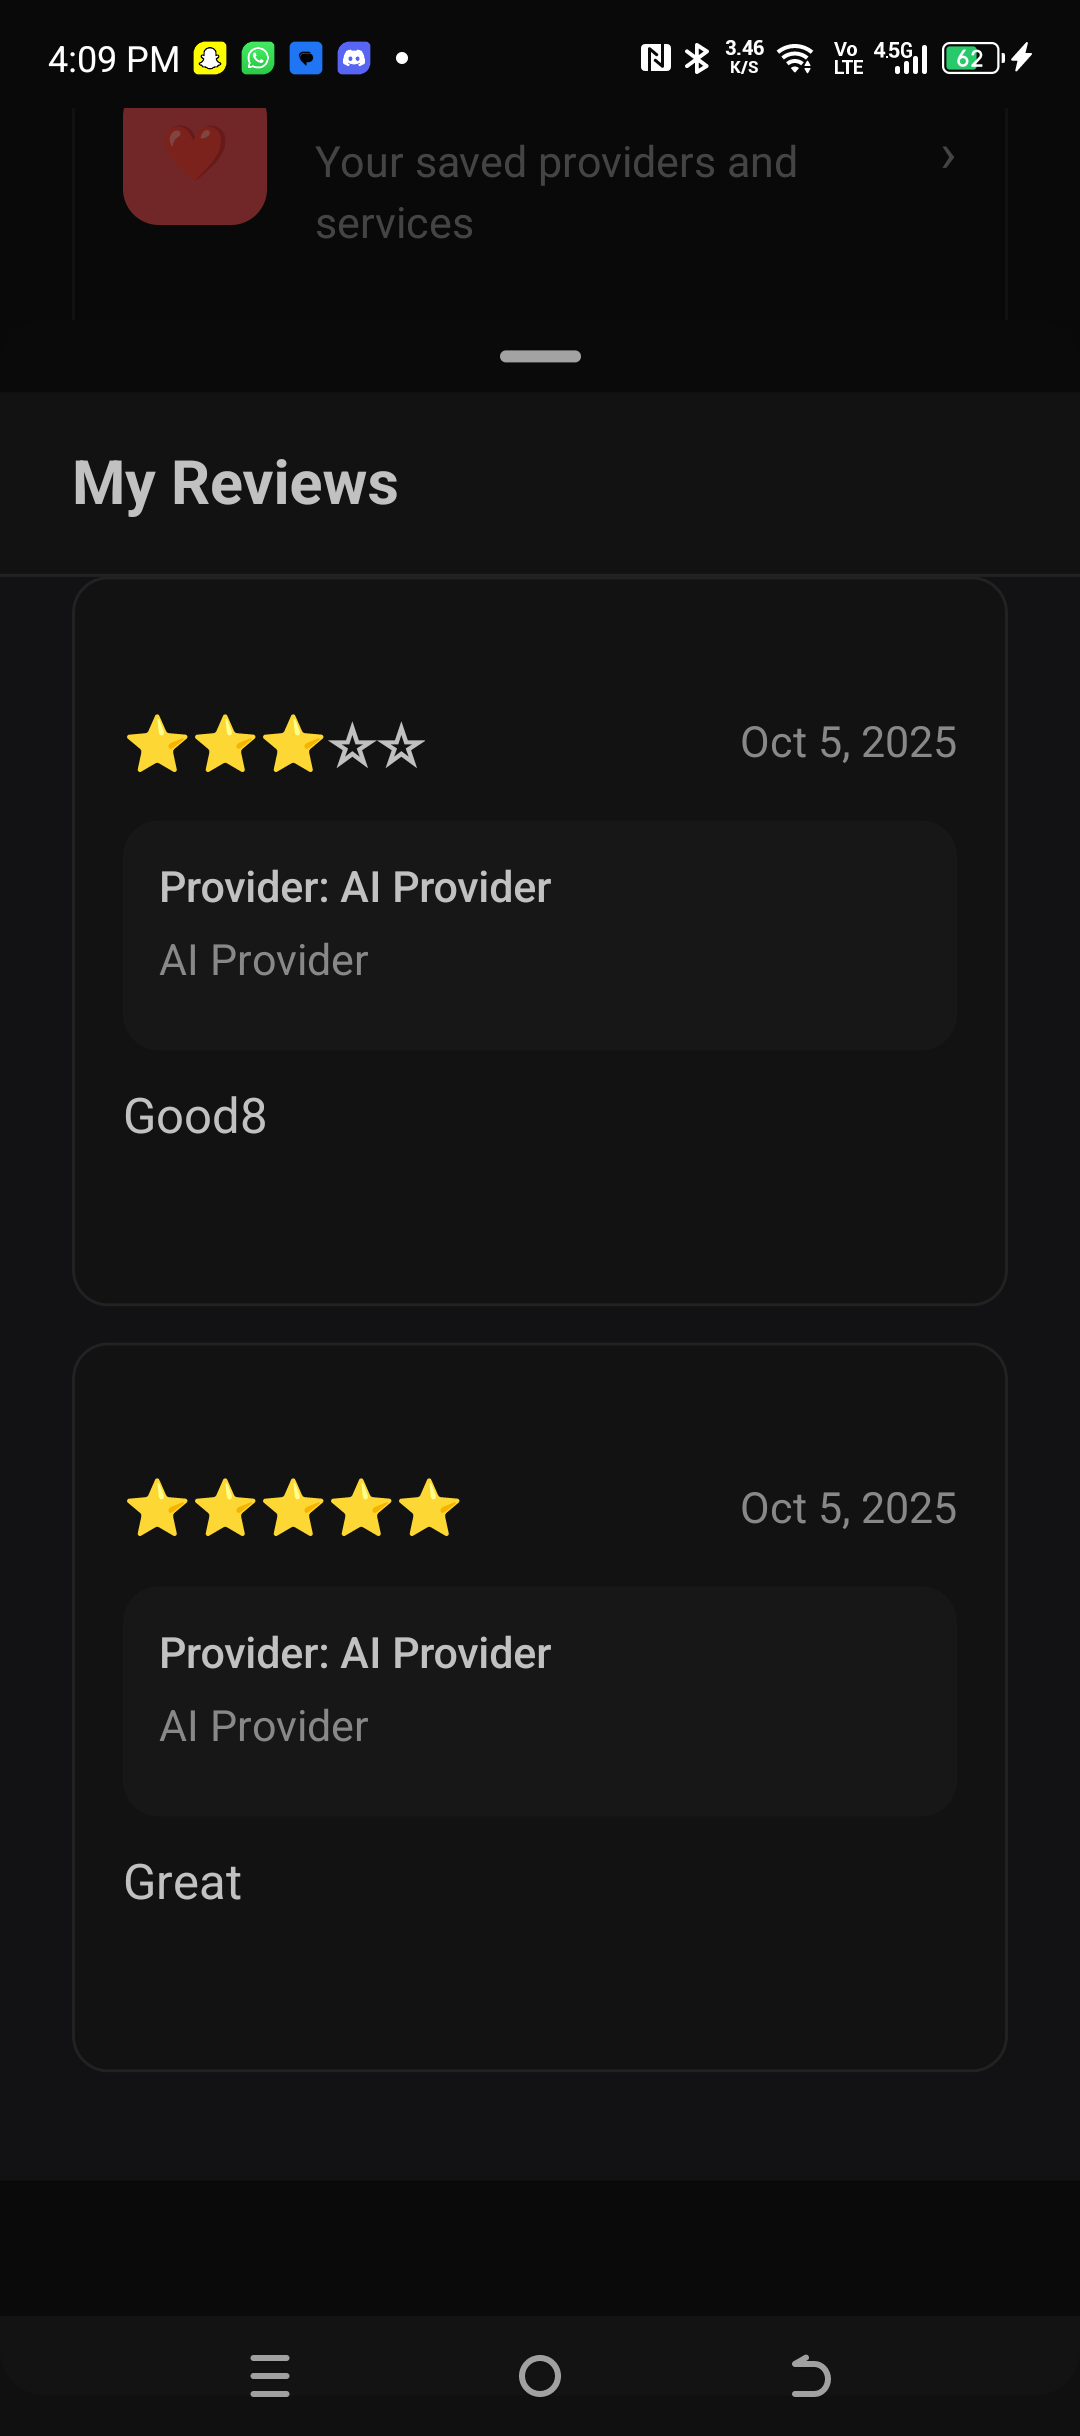 4:09 PM
3.46 K/S
Vo LTE
4.5G
62
Your saved providers and
services
My Reviews
Oct 5, 2025
Provider: AI Provider
AI Provider
Good8
Oct 5, 2025
Provider: AI Provider
AI Provider
Great